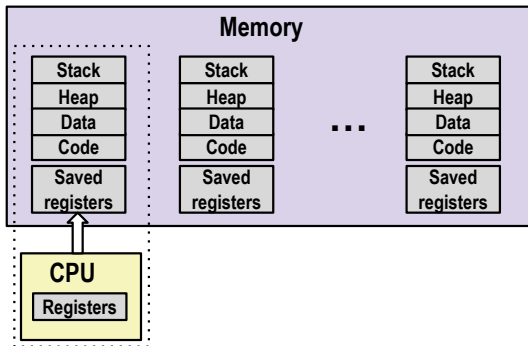 Memory
Stack
Heap
Data
Code
Saved
registers
Stack
Heap
Data
Code
Saved
registers
...
Stack
Heap
Data
Code
Saved
registers
CPU
Registers